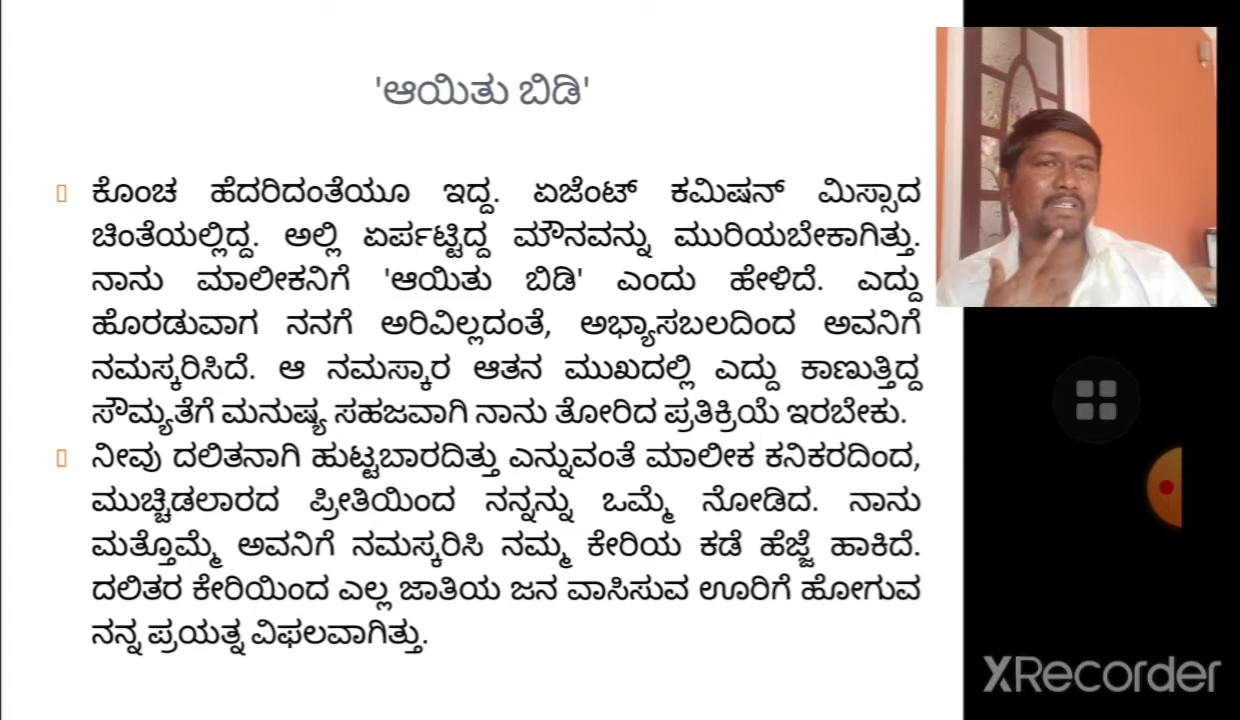 'ಆಯಿತು ಬಿಡಿ'
ಕೊಂಚ ಹೆದರಿದಂತೆಯೂ ಇದ್ದ. ಏಜೆಂಟ್ ಕಮಿಷನ್ ಮಿಸ್ಸಾದ
ಚಿಂತೆಯಲ್ಲಿದ್ದ. ಅಲ್ಲಿ ಏರ್ಪಟ್ಟಿದ್ದ ಮೌನವನ್ನು ಮುರಿಯಬೇಕಾಗಿತ್ತು.
ನಾನು ಮಾಲೀಕನಿಗೆ 'ಆಯಿತು ಬಿಡಿ' ಎಂದು ಹೇಳಿದೆ. ಎದ್ದು
ಹೊರಡುವಾಗ ನನಗೆ ಅರಿವಿಲ್ಲದಂತೆ, ಅಭ್ಯಾಸಬಲದಿಂದ ಅವನಿಗೆ
ನಮಸ್ಕರಿಸಿದೆ. ಆ ನಮಸ್ಕಾರ ಆತನ ಮುಖದಲ್ಲಿ ಎದ್ದು ಕಾಣುತ್ತಿದ್ದ
ಸೌಮ್ಯತೆಗೆ ಮನುಷ್ಯ ಸಹಜವಾಗಿ ನಾನು ತೋರಿದ ಪ್ರತಿಕ್ರಿಯೆ ಇರಬೇಕು.
ನೀವು ದಲಿತನಾಗಿ ಹುಟ್ಟಬಾರದಿತ್ತು ಎನ್ನುವಂತೆ ಮಾಲೀಕ ಕನಿಕರದಿಂದ,
ಮುಚ್ಚಿಡಲಾರದ ಪ್ರೀತಿಯಿಂದ ನನ್ನನ್ನು ಒಮ್ಮೆ ನೋಡಿದ. ನಾನು
ಮತ್ತೊಮ್ಮೆ ಅವನಿಗೆ ನಮಸ್ಕರಿಸಿ ನಮ್ಮ ಕೇರಿಯ ಕಡೆ ಹೆಜ್ಜೆ ಹಾಕಿದೆ.
ದಲಿತರ ಕೇರಿಯಿಂದ ಎಲ್ಲ ಜಾತಿಯ ಜನ ವಾಸಿಸುವ ಊರಿಗೆ ಹೋಗುವ
ನನ್ನ ಪ್ರಯತ್ನ ವಿಫಲವಾಗಿತ್ತು.
XRecorder